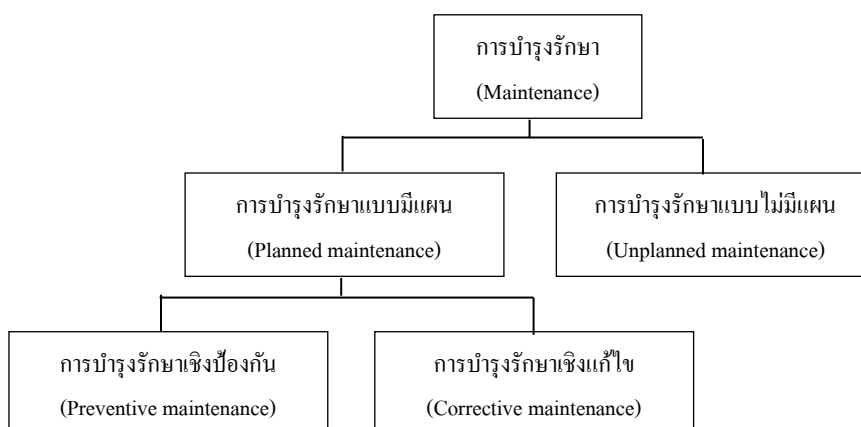 การบำรุงรักษา
(Maintenance)
การบำรุงรักษาแบบมีแผน
(Planned maintenance)
การบำรุงรักษาแบบไม่มีแผน
(Unplanned maintenance)
การบำรุงรักษาเชิงป้องกัน
(Preventive maintenance)
การบำรุงรักษาเชิงแก้ไข
(Corrective maintenance)